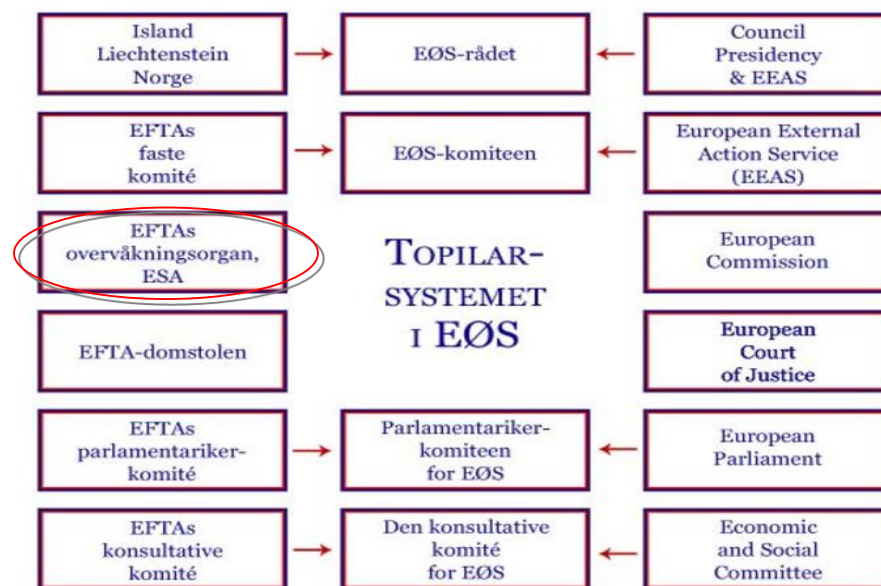 Island
Liechtenstein
Norge
EØS-rådet
Council
Presidency
& EEAS
EFTAs
faste
komité
EØS-komiteen
European External
Action Service
(EEAS)
EFTAs
overvåkningsorgan,
ESA
TOPILAR-
SYSTEMET
I EØS
European
Commission
EFTA-domstolen
European
Court
of Justice
EFTAs
parlamentariker-
komité
Parlamentariker-
komiteen
for EØS
European
Parliament
EFTAs
konsultative
komité
Den konsultative
komité
for EØS
Economic
and Social
Committee